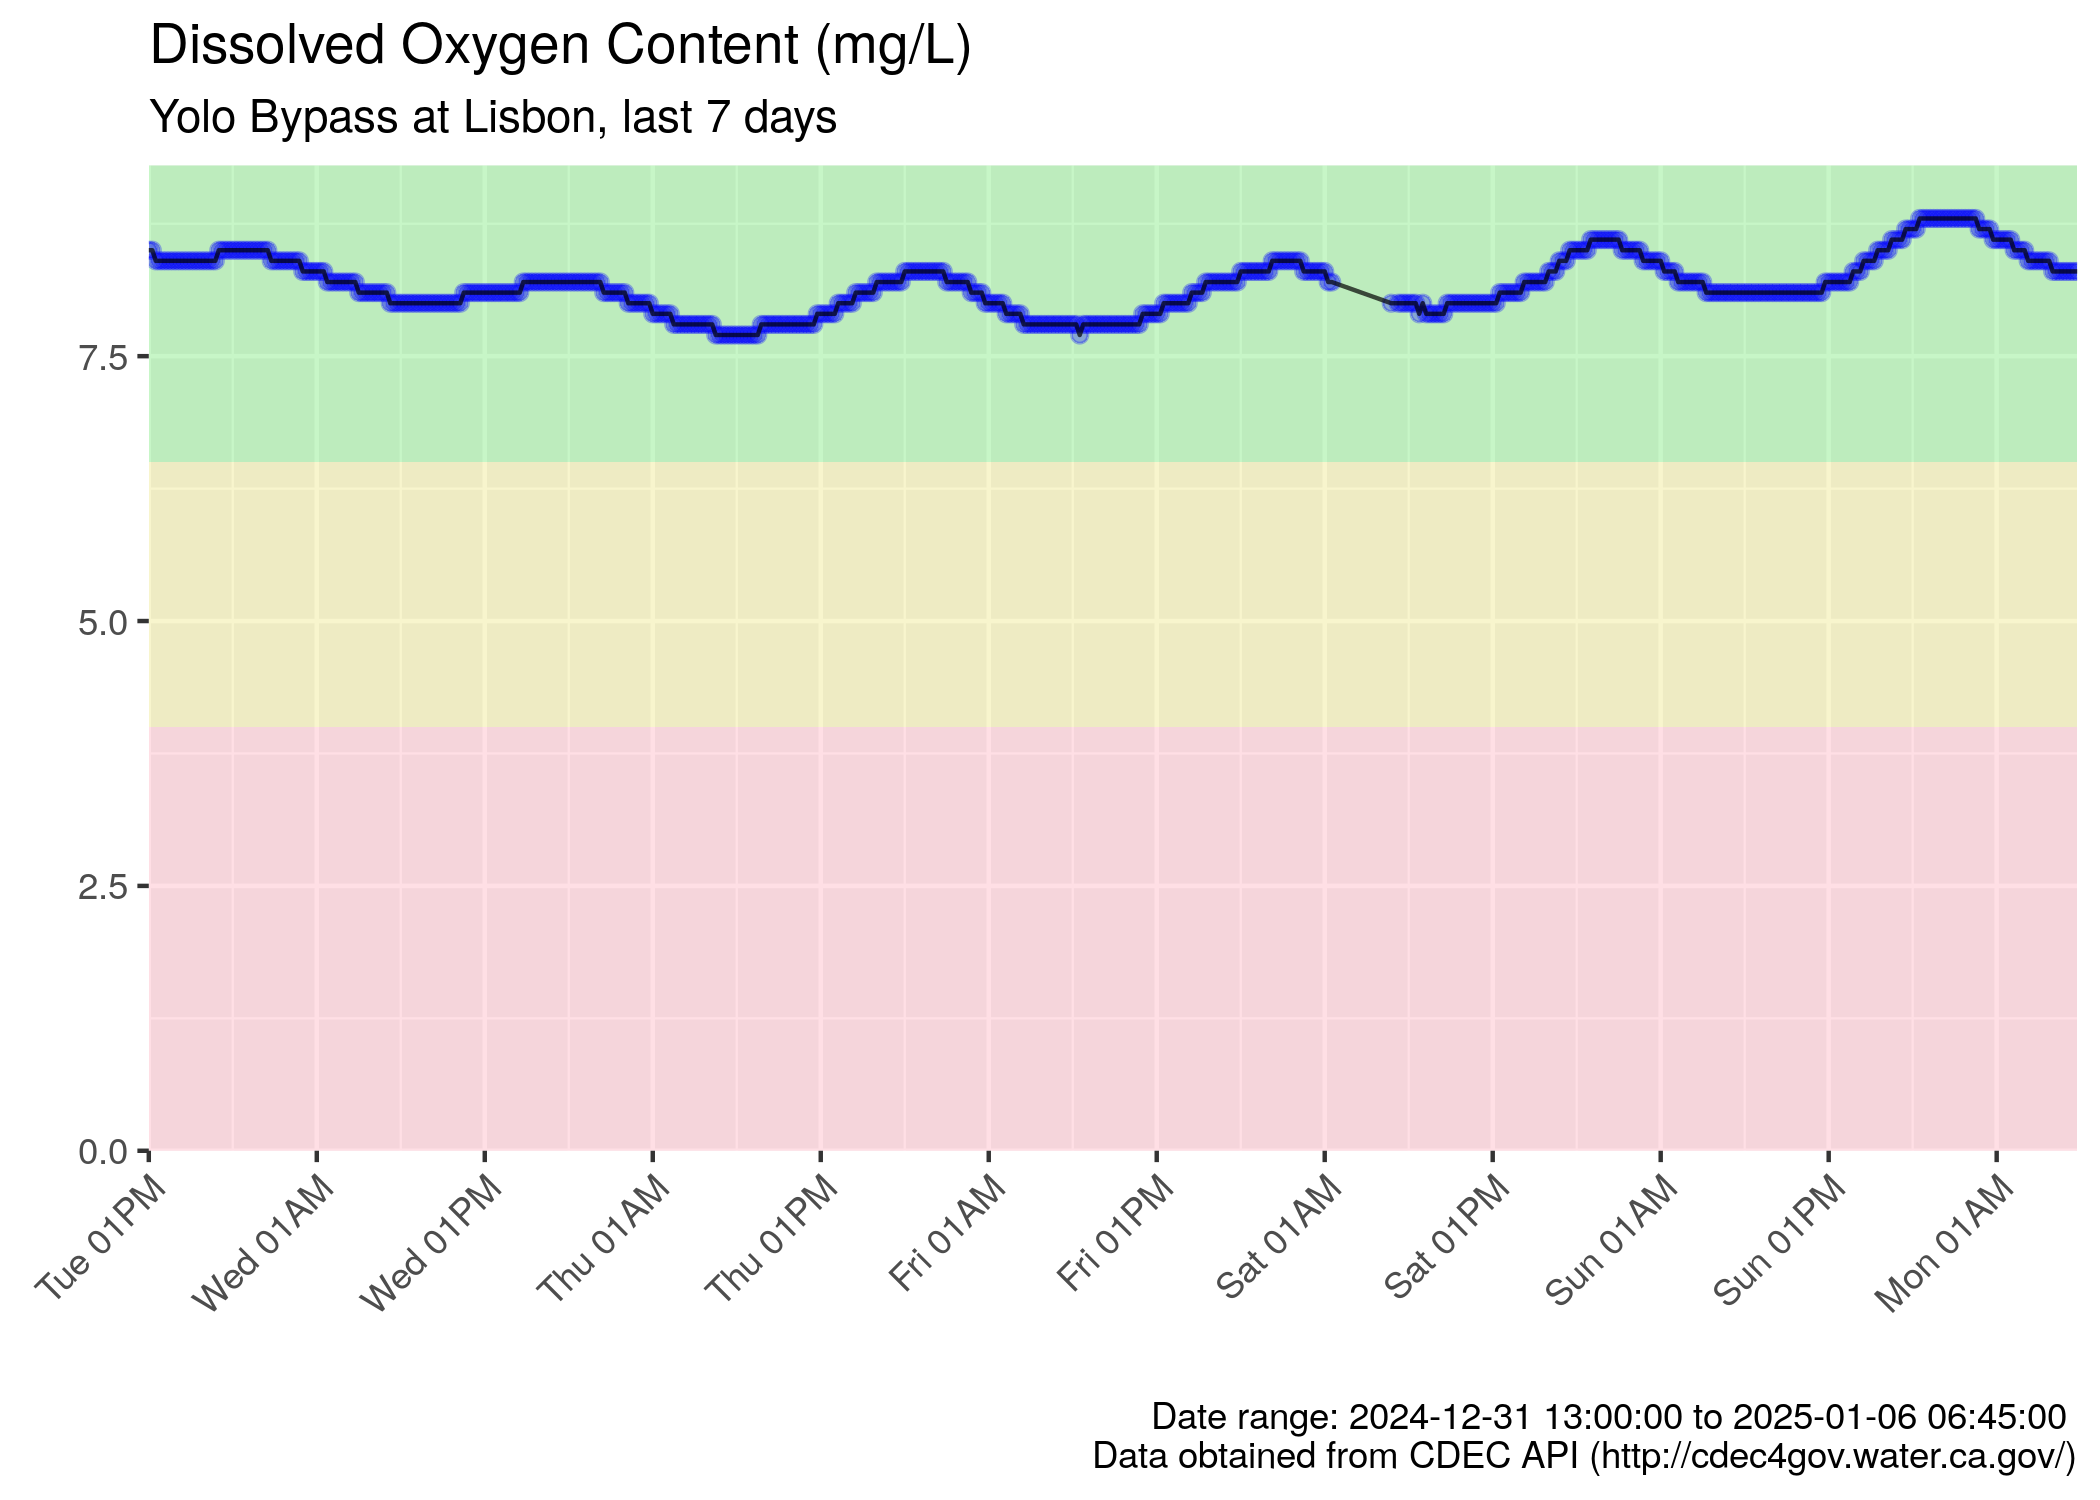 Dissolved Oxygen Content (mg/L)
Yolo Bypass at Lisbon, last 7 days
7.5
5.0
2.5
0.0
Tue 01PM
Wed 01AM
Wed 01PM
Thu 01AM
Thu 01PM
Fri 01AM
Fri 01PM
Sat 01AM
Sat 01PM
Sun 01AM
Sun 01PM
Mon 01AM
Date range: 2024-12-31 13:00:00 to 2025-01-06 06:45:00
Data obtained from CDEC API (http://cdec4gov.water.ca.gov/)